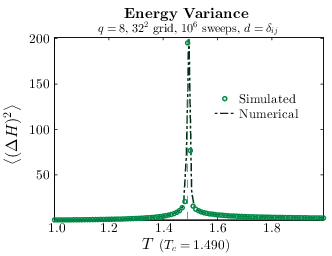 Energy Variance
q = 8, 32² grid, 10⁶ sweeps, d = δᵢⱼ
200
150
100
50
⟨(ΔH)²⟩
Simulated
Numerical
1.0 1.2 1.4 1.6 1.8
T (T_c = 1.490)